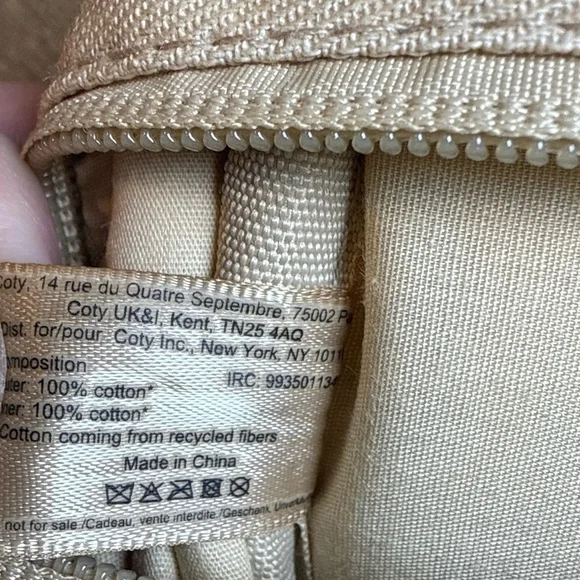 Coty, 14 rue du Quatre Septembre, 75002
Coty UK&I, Kent, TN25 4AQ
Dist. for/pour Coty Inc., New York, NY
IRC: 993501134
100% cotton*
100% cotton*
Cotton coming from recycled fibers
Made in China
not for sale /Cadeau, vente interdite /Geschenk,